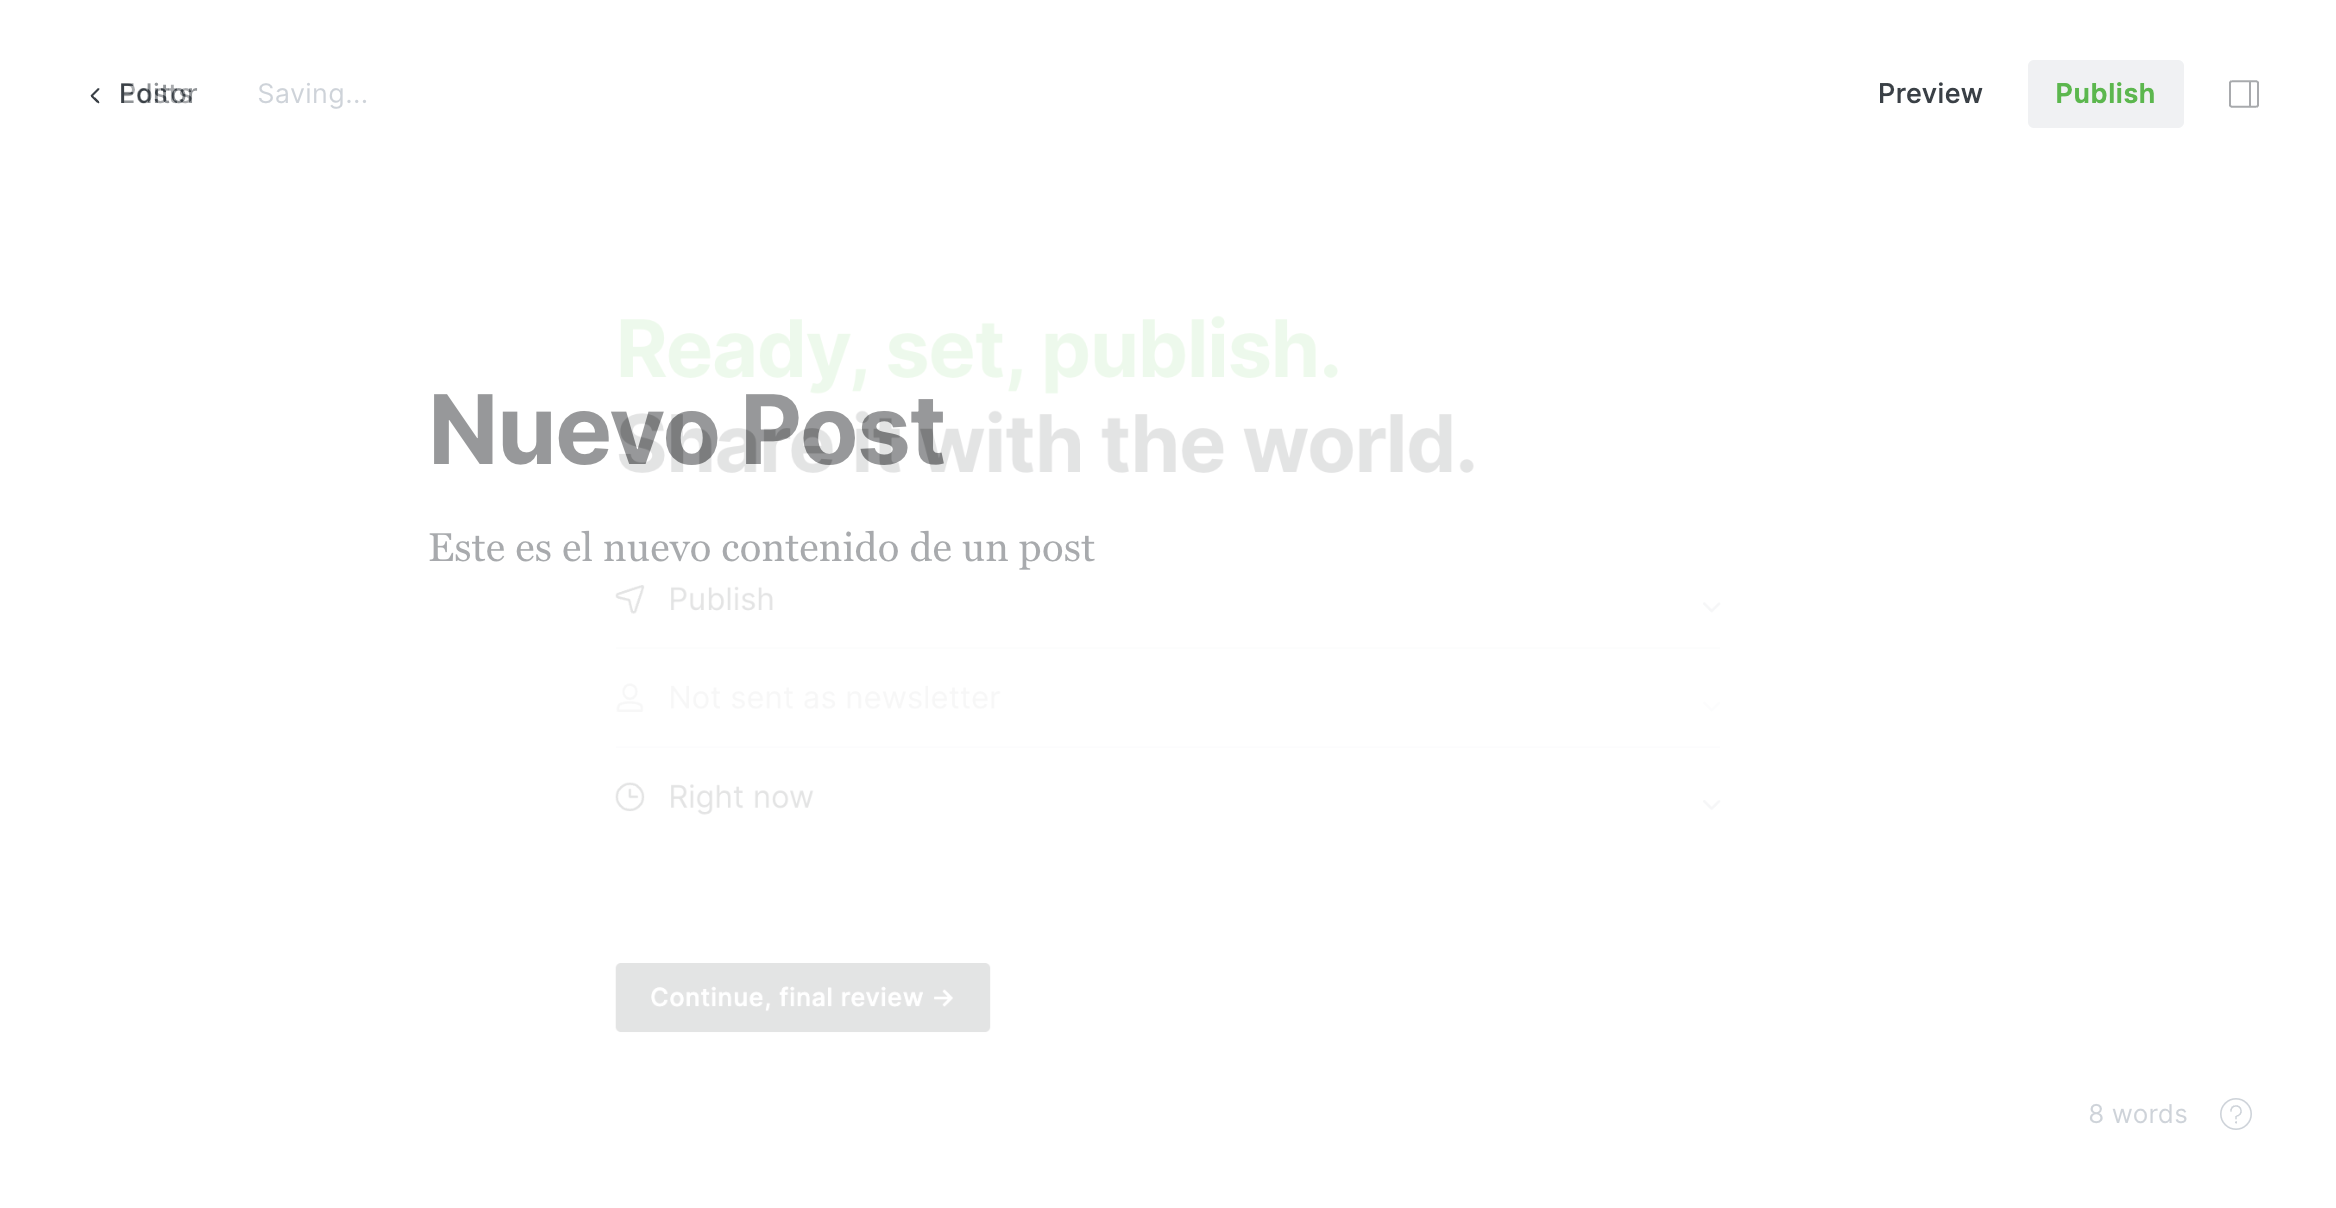 Editor Saving... Preview Publish
Ready, set, publish.
Nuevo Post
Share it with the world.
Este es el nuevo contenido de un post
Publish
Not sent as newsletter
Right now
Continue, final review →
8 words ?